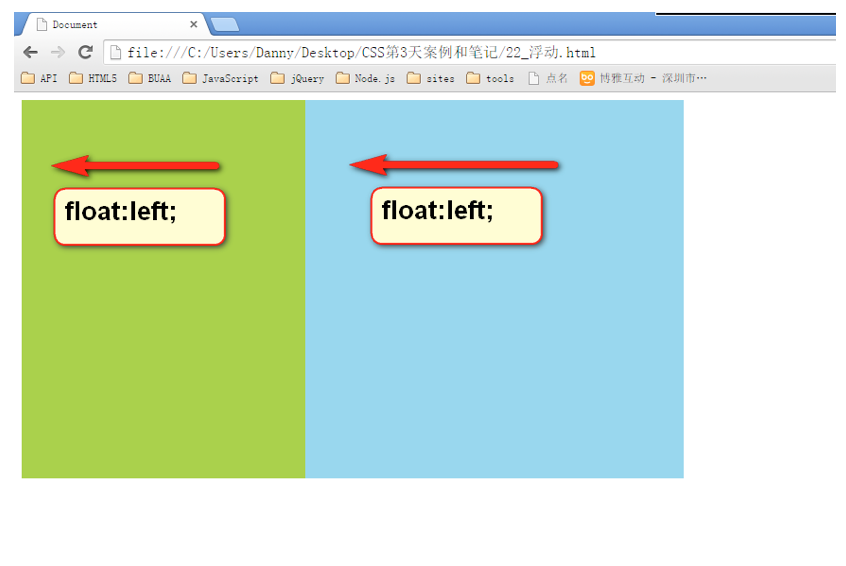 Document
file:///C:/Users/Danny/Desktop/CSS第3天案例和笔记/22_浮动.html
API HTML5 BUAA JavaScript jQuery Node.js sites tools 点名 bo 博雅互动 - 深圳市…
float:left;
float:left;